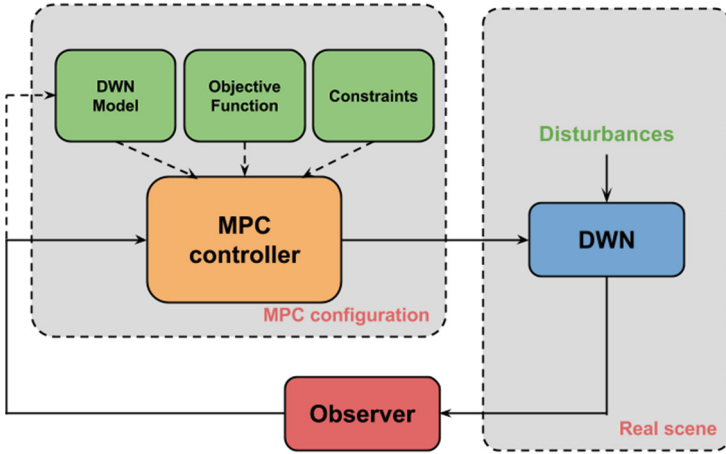 DWN
Model
Objective
Function
Constraints
Disturbances
MPC
controller
DWN
MPC configuration
Observer
Real scene